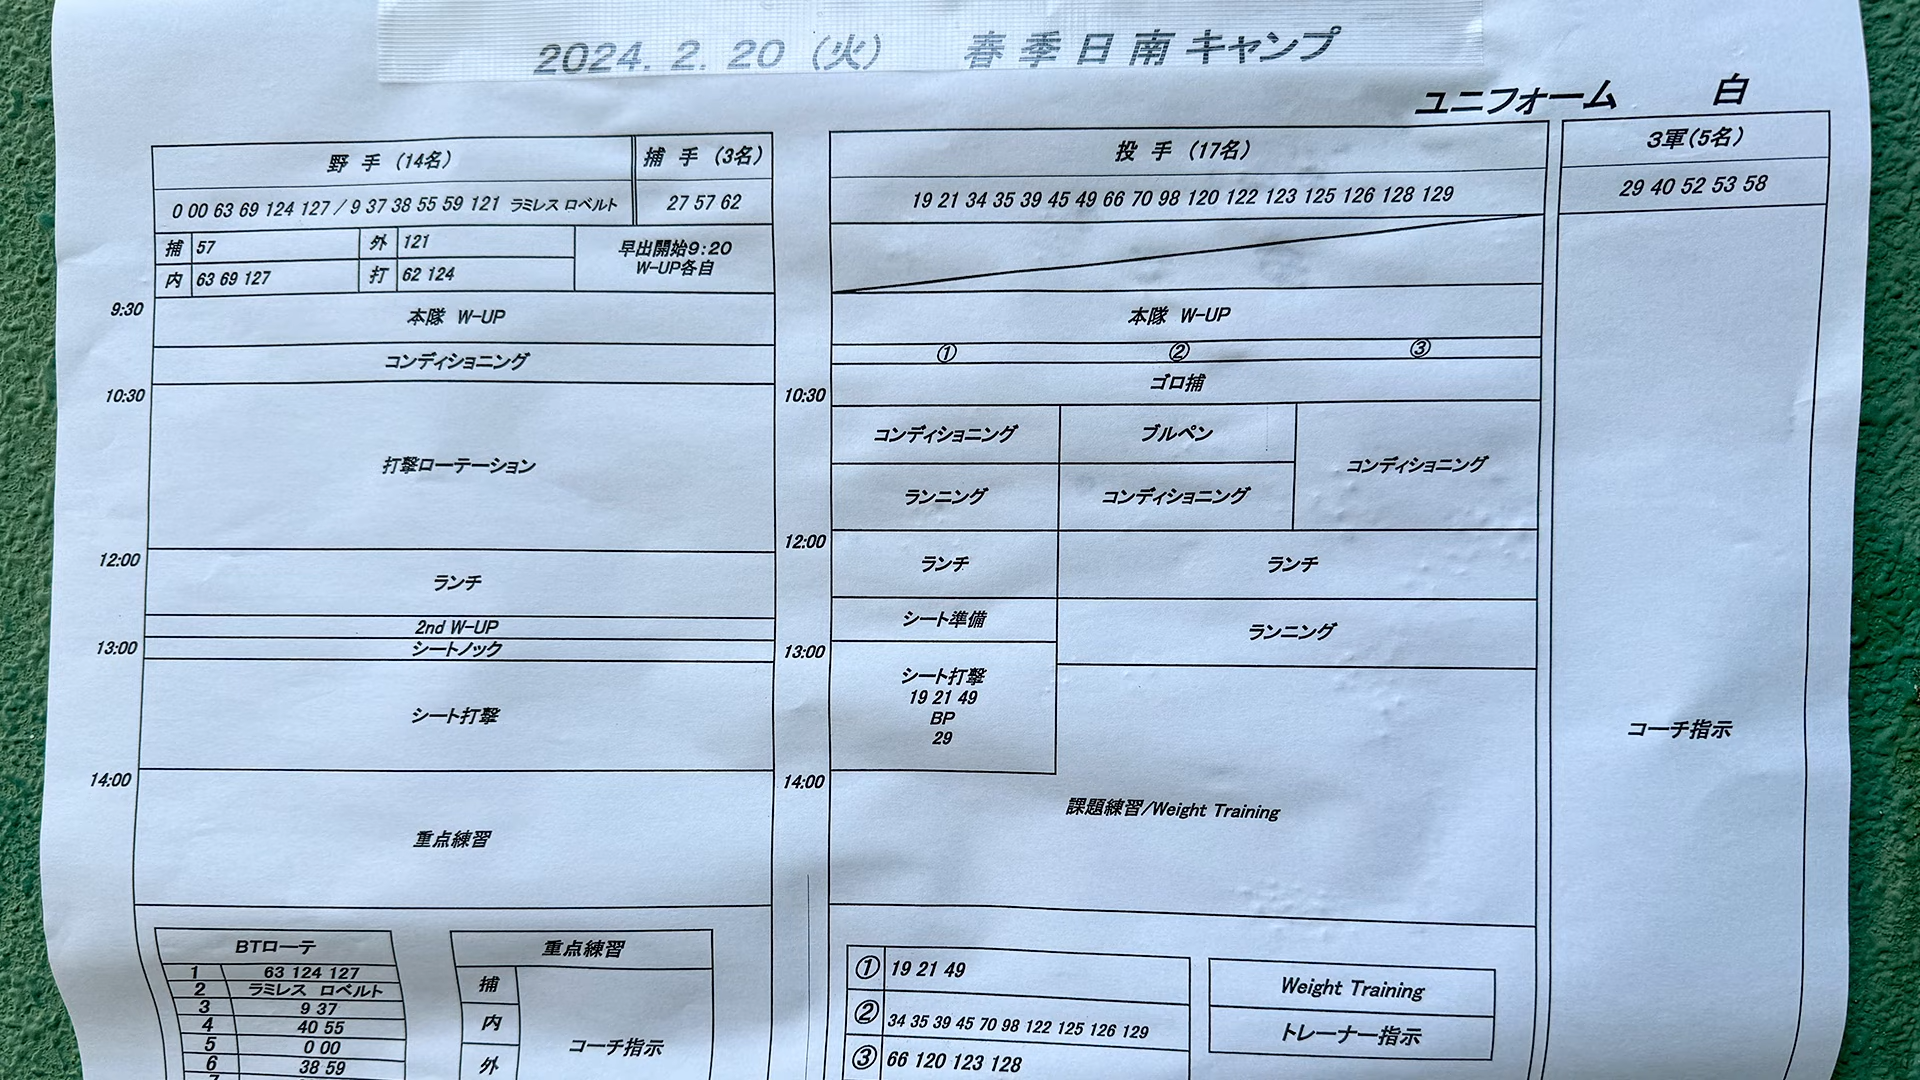 2024. 2. 20 (火) 春季日南キャンプ
ユニフォーム 白
野 手 (14名)
捕 手 (3名)
0 00 63 69 124 127 / 9 37 38 55 59 121 ラミレス ロベルト
27 57 62
捕 57 外 121
内 63 69 127 打 62 124
早出開始9:20
W-UP各自
9:30
本隊 W-UP
コンディショニング
10:30
打撃ローテーション
12:00
ランチ
2nd W-UP
13:00
シートノック
シート打撃
14:00
重点練習
投 手 (17名)
19 21 34 35 39 45 49 66 70 98 120 122 123 125 126 128 129
本隊 W-UP
① ② ③
ゴロ捕
10:30
コンディショニング ブルペン
コンディショニング
ランニング コンディショニング
12:00
ランチ ランチ
シート準備
ランニング
13:00
シート打撃
19 21 49
BP
29
14:00
課題練習/Weight Training
3軍(5名)
29 40 52 53 58
コーチ指示
BTローテ
1 63 124 127
2 ラミレス ロベルト
3 9 37
4 40 55
5 0 00
6 38 59
重点練習
捕
内
外
コーチ指示
① 19 21 49
② 34 35 39 45 70 98 122 125 126 129
③ 66 120 123 128
Weight Training
トレーナー指示